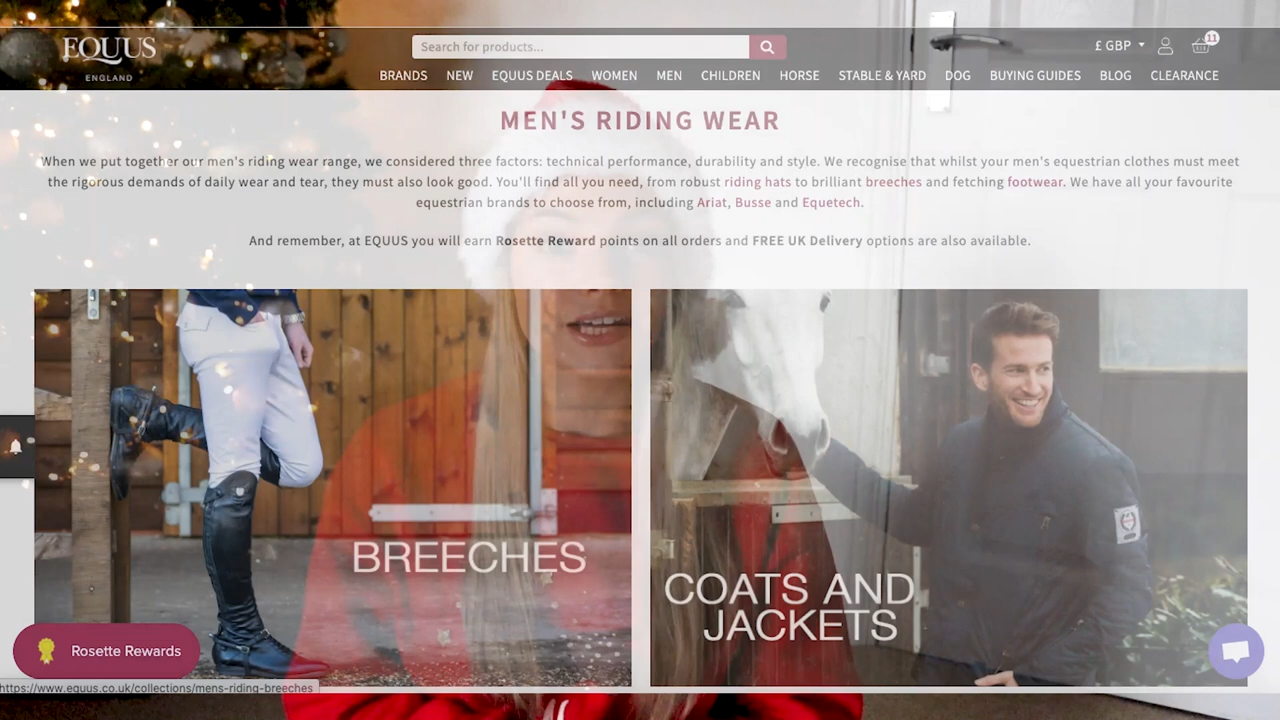 EQUUS
ENGLAND
Search for products...
£ GBP
11
BRANDS NEW EQUUS DEALS WOMEN MEN CHILDREN HORSE STABLE & YARD DOG BUYING GUIDES BLOG CLEARANCE
MEN'S RIDING WEAR
When we put together our men's riding wear range, we considered three factors: technical performance, durability and style. We recognise that whilst your men's equestrian clothes must meet
the rigorous demands of daily wear and tear, they must also look good. You'll find all you need, from robust riding hats to brilliant breeches and fetching footwear. We have all your favourite
equestrian brands to choose from, including Ariat, Busse and Equetech.
And remember, at EQUUS you will earn Rosette Reward points on all orders and FREE UK Delivery options are also available.
BREECHES
COATS AND
JACKETS
Rosette Rewards
https://www.equus.co.uk/collections/mens-riding-breeches